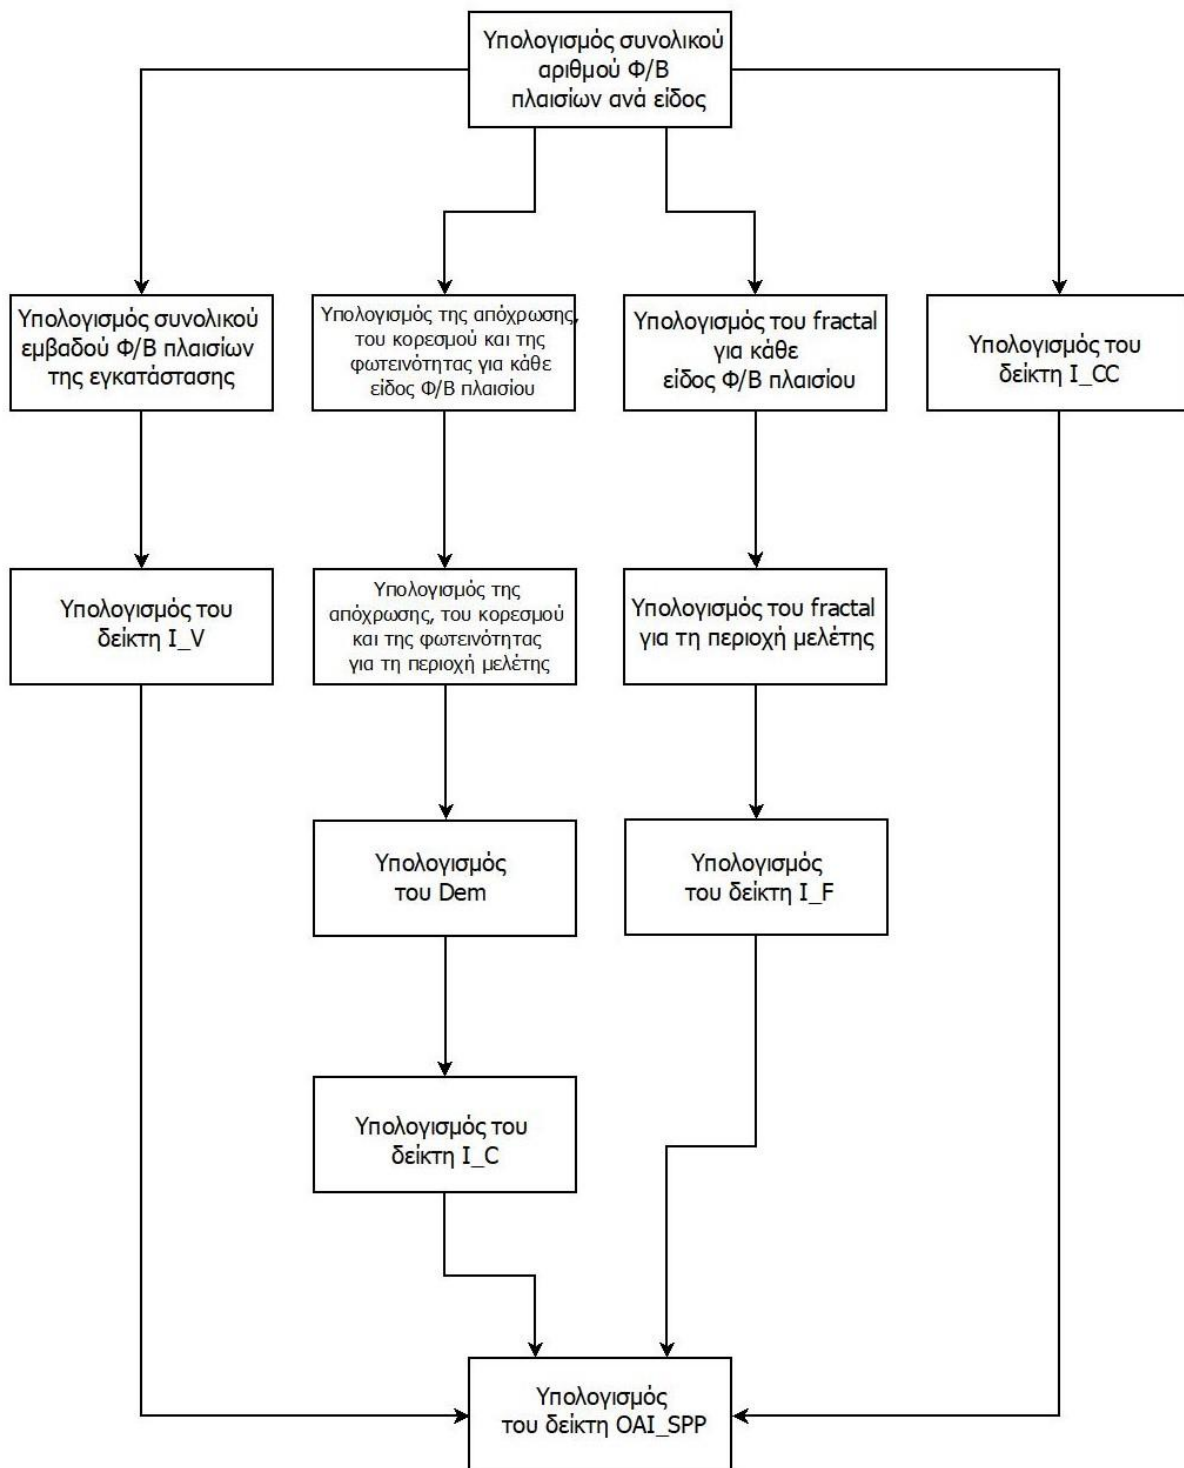 Υπολογισμός συνολικού
αριθμού Φ/Β
πλαισίων ανά είδος
Υπολογισμός συνολικού
εμβαδού Φ/Β πλαισίων
της εγκατάστασης
Υπολογισμός της απόχρωσης,
του κορεσμού και της
φωτεινότητας για κάθε
είδος Φ/Β πλαισίου
Υπολογισμός του fractal
για κάθε
είδος Φ/Β πλαισίου
Υπολογισμός του
δείκτη I_CC
Υπολογισμός του
δείκτη I_V
Υπολογισμός της
απόχρωσης, του κορεσμού
και της φωτεινότητας
για τη περιοχή μελέτης
Υπολογισμός του fractal
για τη περιοχή μελέτης
Υπολογισμός
του Dem
Υπολογισμός
του δείκτη I_F
Υπολογισμός του
δείκτη I_C
Υπολογισμός
του δείκτη OAI_SPP